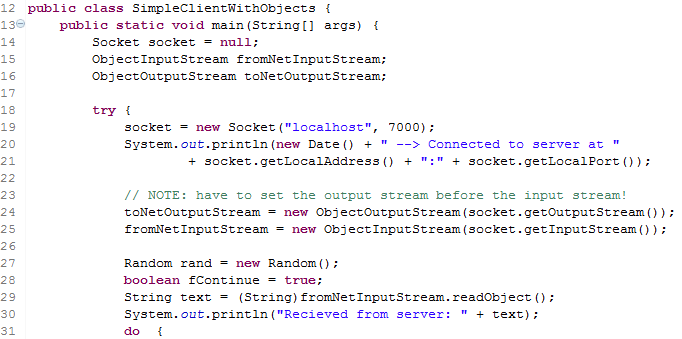 12 public class SimpleClientWithObjects {
13 public static void main(String[] args) {
14 Socket socket = null;
15 ObjectInputStream fromNetInputStream;
16 ObjectOutputStream toNetOutputStream;
17
18 try {
19 socket = new Socket("localhost", 7000);
20 System.out.println(new Date() + " --> Connected to server at "
21 + socket.getLocalAddress() + ":" + socket.getLocalPort());
22
23 // NOTE: have to set the output stream before the input stream!
24 toNetOutputStream = new ObjectOutputStream(socket.getOutputStream());
25 fromNetInputStream = new ObjectInputStream(socket.getInputStream());
26
27 Random rand = new Random();
28 boolean fContinue = true;
29 String text = (String)fromNetInputStream.readObject();
30 System.out.println("Recieved from server: " + text);
31 do {